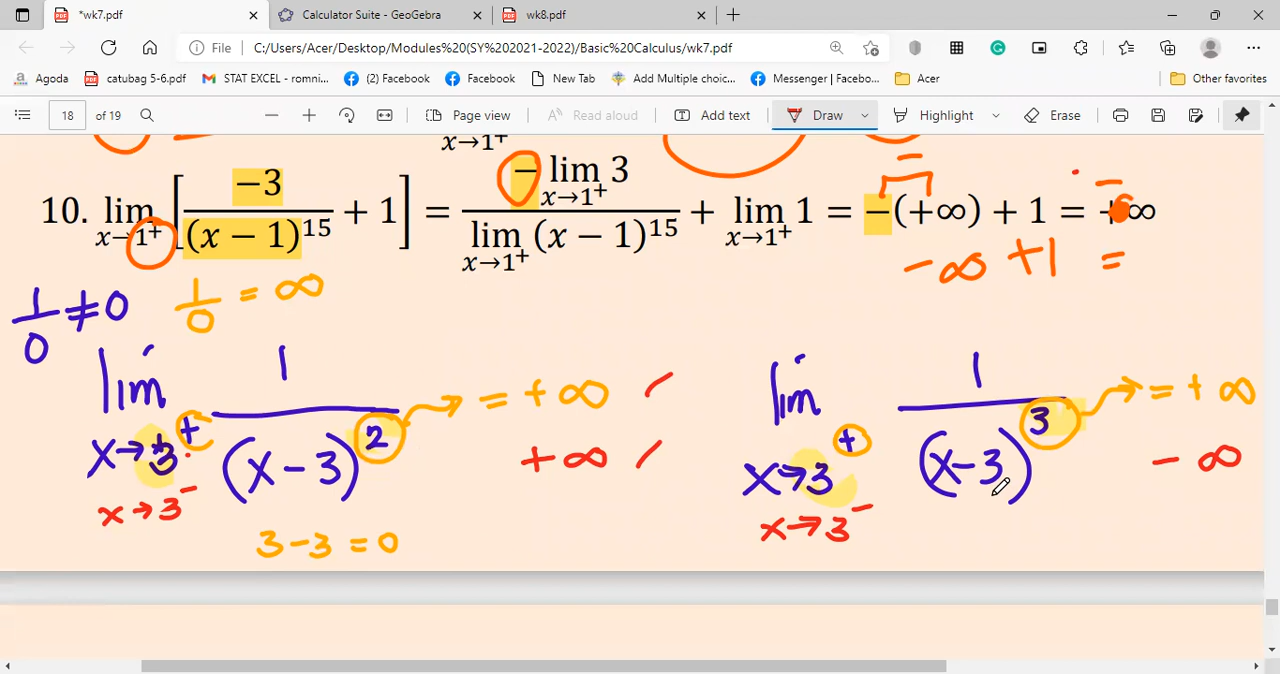 *wk7.pdf
Calculator Suite - GeoGebra
wk8.pdf
File C:/Users/Acer/Desktop/Modules%20(SY%202021-2022)/Basic%20Calculus/wk7.pdf
Agoda
catubag 5-6.pdf
STAT EXCEL - romni...
(2) Facebook
Facebook
New Tab
Add Multiple choic...
Messenger | Faceboo...
Acer
Other favorites
18 of 19
Page view
Read aloud
Add text
Draw
Highlight
Erase
x→1⁺
10. lim x→1⁺ [−3/(x − 1)¹⁵ + 1] = − lim x→1⁺ 3 / lim x→1⁺ (x − 1)¹⁵ + lim x→1⁺ 1 = −(+∞) + 1 = −∞
−∞ + 1 =
1/0 ≠ 0
1/0 = ∞
lim x→3⁺ 1/(x−3)² = +∞
x→3⁻ +∞
3−3 = 0
lim x→3⁺ 1/(x−3)³ = +∞
x→3⁻ −∞